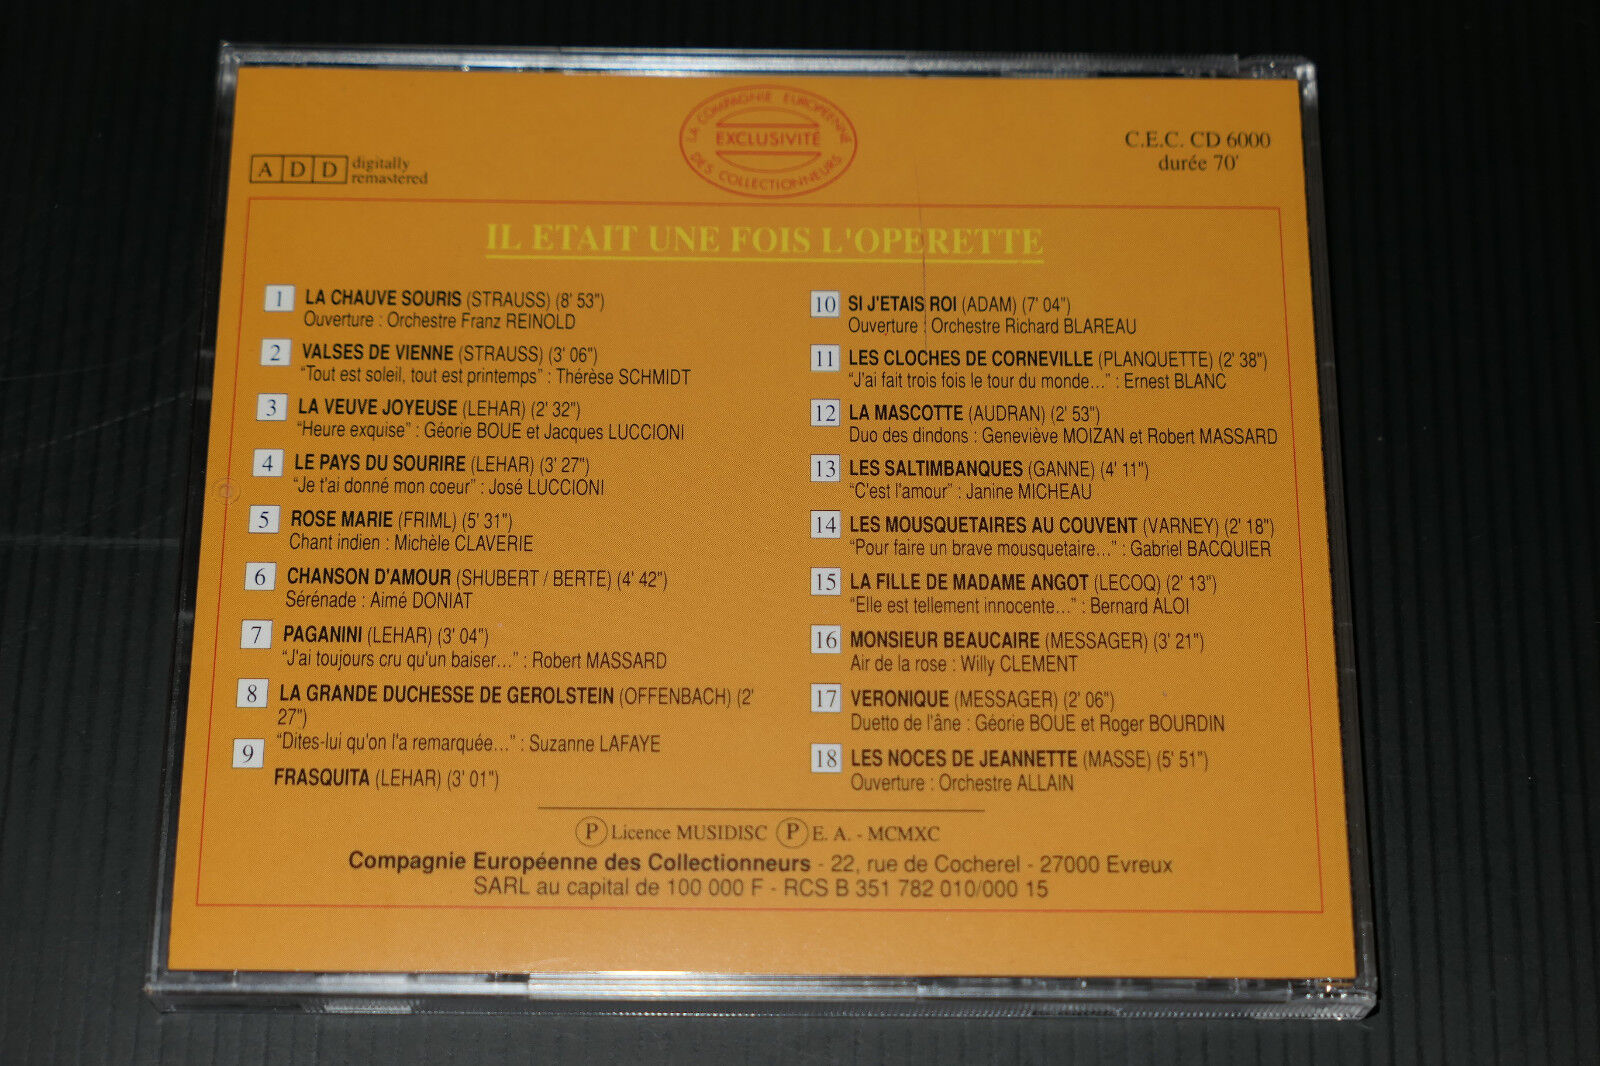 LA COMPAGNIE EUROPÉENNE
EXCLUSIVITÉ
DES COLLECTIONNEURS
A D D digitally
remastered
C.E.C. CD 6000
durée 70'
IL ETAIT UNE FOIS L'OPERETTE
1 LA CHAUVE SOURIS (STRAUSS) (8' 53")
Ouverture : Orchestre Franz REINOLD
2 VALSES DE VIENNE (STRAUSS) (3' 06")
"Tout est soleil, tout est printemps" : Thérèse SCHMIDT
3 LA VEUVE JOYEUSE (LEHAR) (2' 32")
"Heure exquise" : Géorie BOUE et Jacques LUCCIONI
4 LE PAYS DU SOURIRE (LEHAR) (3' 27")
"Je t'ai donné mon coeur" : José LUCCIONI
5 ROSE MARIE (FRIML) (5' 31")
Chant indien : Michèle CLAVERIE
6 CHANSON D'AMOUR (SHUBERT / BERTE) (4' 42")
Sérénade : Aimé DONIAT
7 PAGANINI (LEHAR) (3' 04")
"J'ai toujours cru qu'un baiser..." : Robert MASSARD
8 LA GRANDE DUCHESSE DE GEROLSTEIN (OFFENBACH) (2'
27")
"Dites-lui qu'on l'a remarquée..." : Suzanne LAFAYE
9
FRASQUITA (LEHAR) (3' 01")
10 SI J'ETAIS ROI (ADAM) (7' 04")
Ouverture : Orchestre Richard BLAREAU
11 LES CLOCHES DE CORNEVILLE (PLANQUETTE) (2' 38")
"J'ai fait trois fois le tour du monde..." : Ernest BLANC
12 LA MASCOTTE (AUDRAN) (2' 53")
Duo des dindons : Geneviève MOIZAN et Robert MASSARD
13 LES SALTIMBANQUES (GANNE) (4' 11")
"C'est l'amour" : Janine MICHEAU
14 LES MOUSQUETAIRES AU COUVENT (VARNEY) (2' 18")
"Pour faire un brave mousquetaire..." : Gabriel BACQUIER
15 LA FILLE DE MADAME ANGOT (LECOQ) (2' 13")
"Elle est tellement innocente..." : Bernard ALOI
16 MONSIEUR BEAUCAIRE (MESSAGER) (3' 21")
Air de la rose : Willy CLEMENT
17 VERONIQUE (MESSAGER) (2' 06")
Duetto de l'âne : Géorie BOUE et Roger BOURDIN
18 LES NOCES DE JEANNETTE (MASSE) (5' 51")
Ouverture : Orchestre ALLAIN
Ⓟ Licence MUSIDISC Ⓟ E. A. - MCMXC
Compagnie Européenne des Collectionneurs - 22, rue de Cocherel - 27000 Evreux
SARL au capital de 100 000 F - RCS B 351 782 010/000 15